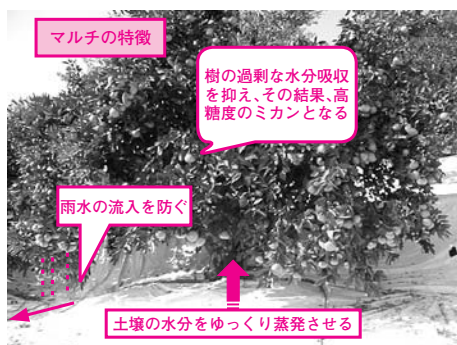 マルチの特徴
樹の過剰な水分吸収
を抑え、その結果、高
糖度のミカンとなる
雨水の流入を防ぐ
土壌の水分をゆっくり蒸発させる